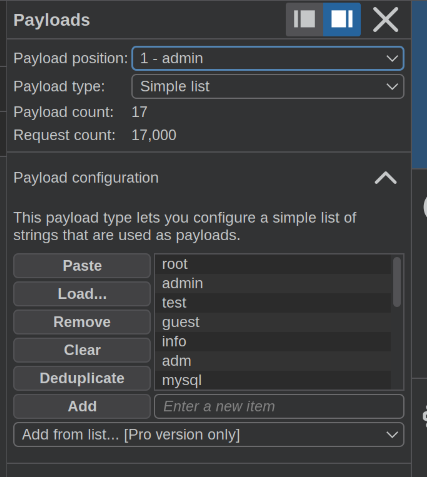 Payloads
Payload position: 1 - admin
Payload type: Simple list
Payload count: 17
Request count: 17,000
Payload configuration
This payload type lets you configure a simple list of
strings that are used as payloads.
Paste
Load...
Remove
Clear
Deduplicate
root
admin
test
guest
info
adm
mysql
Add
Enter a new item
Add from list... [Pro version only]